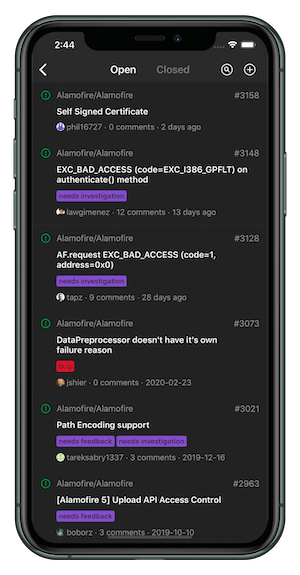 2:44
Open Closed
Alamofire/Alamofire #3158
Self Signed Certificate
phil16727 · 0 comments · 2 days ago
Alamofire/Alamofire #3148
EXC_BAD_ACCESS (code=EXC_I386_GPFLT) on
authenticate() method
needs investigation
lawgimenez · 12 comments · 13 days ago
Alamofire/Alamofire #3128
AF.request EXC_BAD_ACCESS (code=1,
address=0x0)
needs investigation
tapz · 9 comments · 28 days ago
Alamofire/Alamofire #3073
DataPreprocessor doesn't have it's own
failure reason
bug
jshier · 0 comments · 2020-02-23
Alamofire/Alamofire #3021
Path Encoding support
needs feedback needs investigation
tareksabry1337 · 3 comments · 2019-12-16
Alamofire/Alamofire #2963
[Alamofire 5] Upload API Access Control
needs feedback
boborz · 3 comments · 2019-10-10